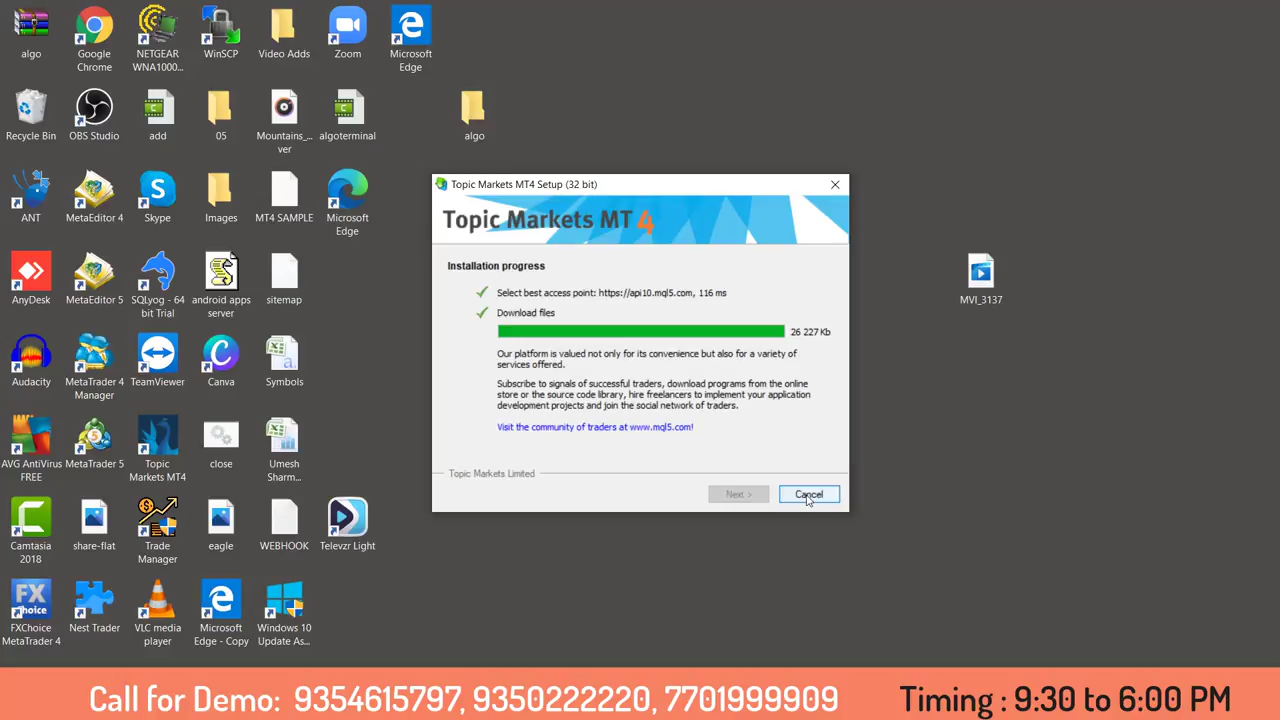 algo
Google
Chrome
NETGEAR
WNA1000...
WinSCP
Video Adds
Zoom
Microsoft
Edge
Recycle Bin
OBS Studio
add
05
Mountains_...
ver
algoterminal
algo
ANT
MetaEditor 4
Skype
Images
MT4 SAMPLE
Microsoft
Edge
AnyDesk
MetaEditor 5
SQLyog - 64
bit Trial
android apps
server
sitemap
MVI_3137
Audacity
MetaTrader 4
Manager
TeamViewer
Canva
Symbols
AVG AntiVirus
FREE
MetaTrader 5
Topic
Markets MT4
close
Umesh
Sharm...
Camtasia
2018
share-flat
Trade
Manager
eagle
WEBHOOK
Televzr Light
FX
choice
FXChoice
MetaTrader 4
Nest Trader
VLC media
player
Microsoft
Edge - Copy
Windows 10
Update As...
Topic Markets MT4 Setup (32 bit)
Topic Markets MT4
Installation progress
Select best access point: https://api10.mql5.com, 116 ms
Download files
26 227 Kb
Our platform is valued not only for its convenience but also for a variety of
services offered.
Subscribe to signals of successful traders, download programs from the online
store or the source code library, hire freelancers to implement your application
development projects and join the social network of traders.
Visit the community of traders at www.mql5.com!
Topic Markets Limited
Next >
Cancel
Call for Demo: 9354615797, 9350222220, 7701999909
Timing : 9:30 to 6:00 PM